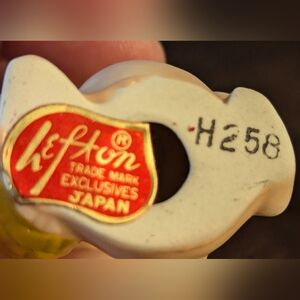 Lefton ®
TRADE MARK
EXCLUSIVES
JAPAN
H258